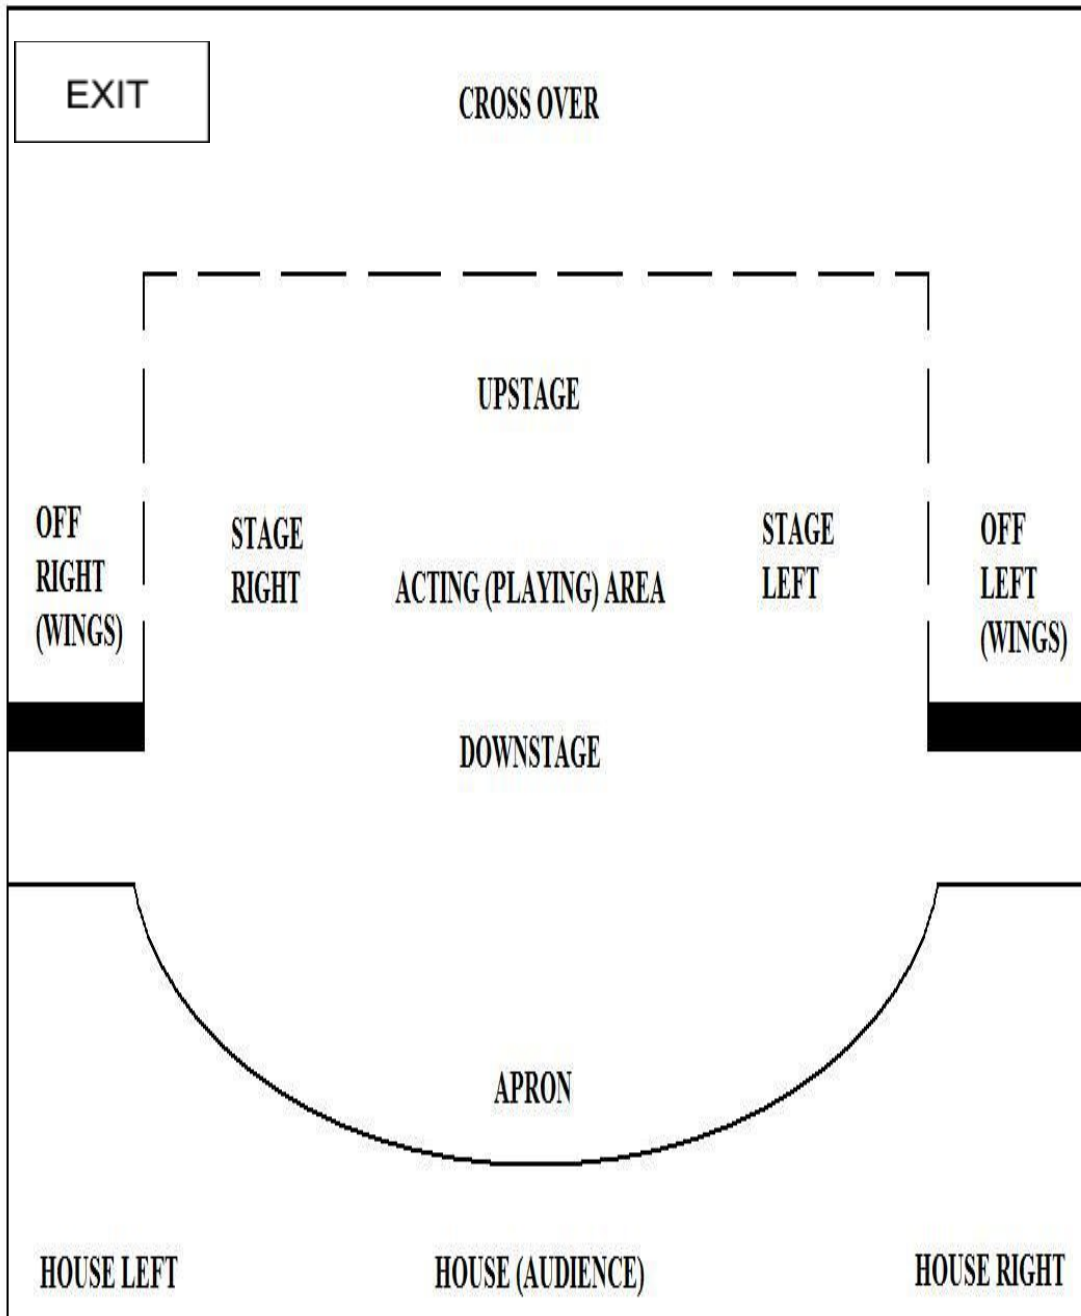 EXIT
CROSS OVER
UPSTAGE
OFF
RIGHT
(WINGS)
STAGE
RIGHT
ACTING (PLAYING) AREA
STAGE
LEFT
OFF
LEFT
(WINGS)
DOWNSTAGE
APRON
HOUSE LEFT
HOUSE (AUDIENCE)
HOUSE RIGHT